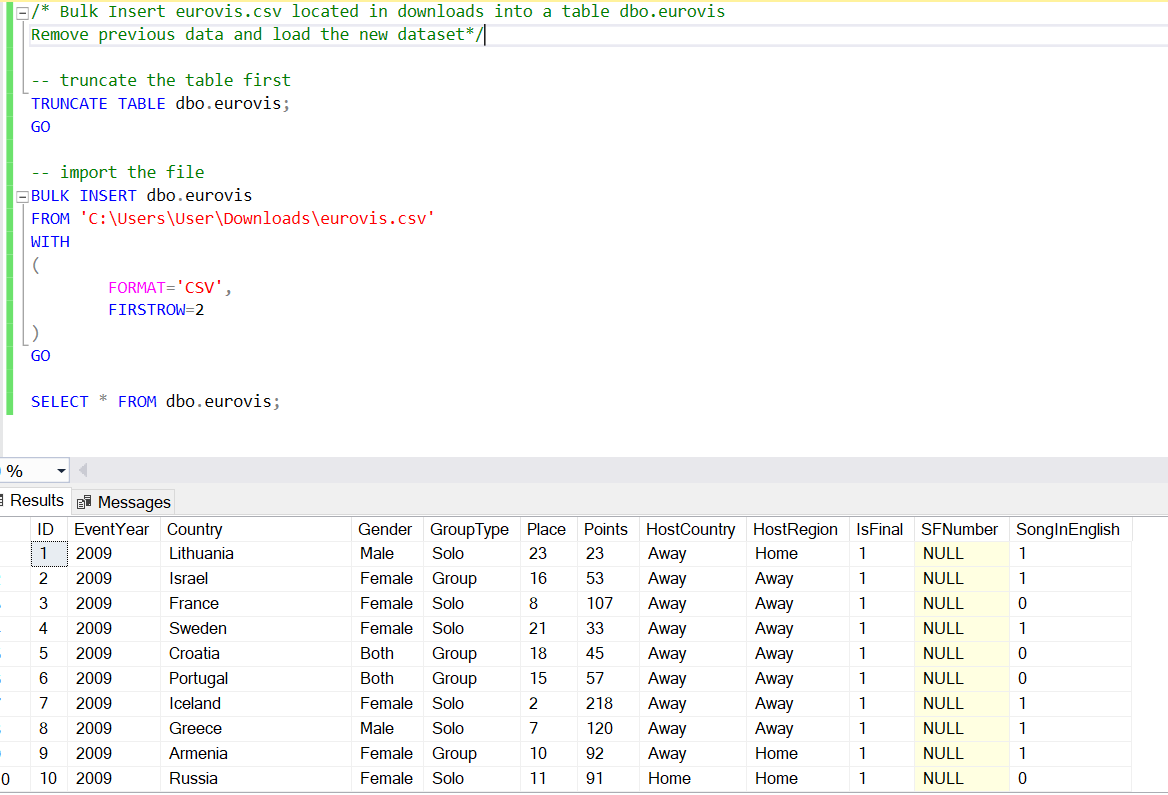 /* Bulk Insert eurovis.csv located in downloads into a table dbo.eurovis
Remove previous data and load the new dataset*/
-- truncate the table first
TRUNCATE TABLE dbo.eurovis;
GO
-- import the file
BULK INSERT dbo.eurovis
FROM 'C:\Users\User\Downloads\eurovis.csv'
WITH
(
FORMAT='CSV',
FIRSTROW=2
)
GO
SELECT * FROM dbo.eurovis;
%
Results Messages
ID EventYear Country Gender GroupType Place Points HostCountry HostRegion IsFinal SFNumber SongInEnglish
1 2009 Lithuania Male Solo 23 23 Away Home 1 NULL 1
2 2009 Israel Female Group 16 53 Away Away 1 NULL 1
3 2009 France Female Solo 8 107 Away Away 1 NULL 0
4 2009 Sweden Female Solo 21 33 Away Away 1 NULL 1
5 2009 Croatia Both Group 18 45 Away Away 1 NULL 0
6 2009 Portugal Both Group 15 57 Away Away 1 NULL 0
7 2009 Iceland Female Solo 2 218 Away Away 1 NULL 1
8 2009 Greece Male Solo 7 120 Away Away 1 NULL 1
9 2009 Armenia Female Group 10 92 Away Home 1 NULL 1
0 10 2009 Russia Female Solo 11 91 Home Home 1 NULL 0